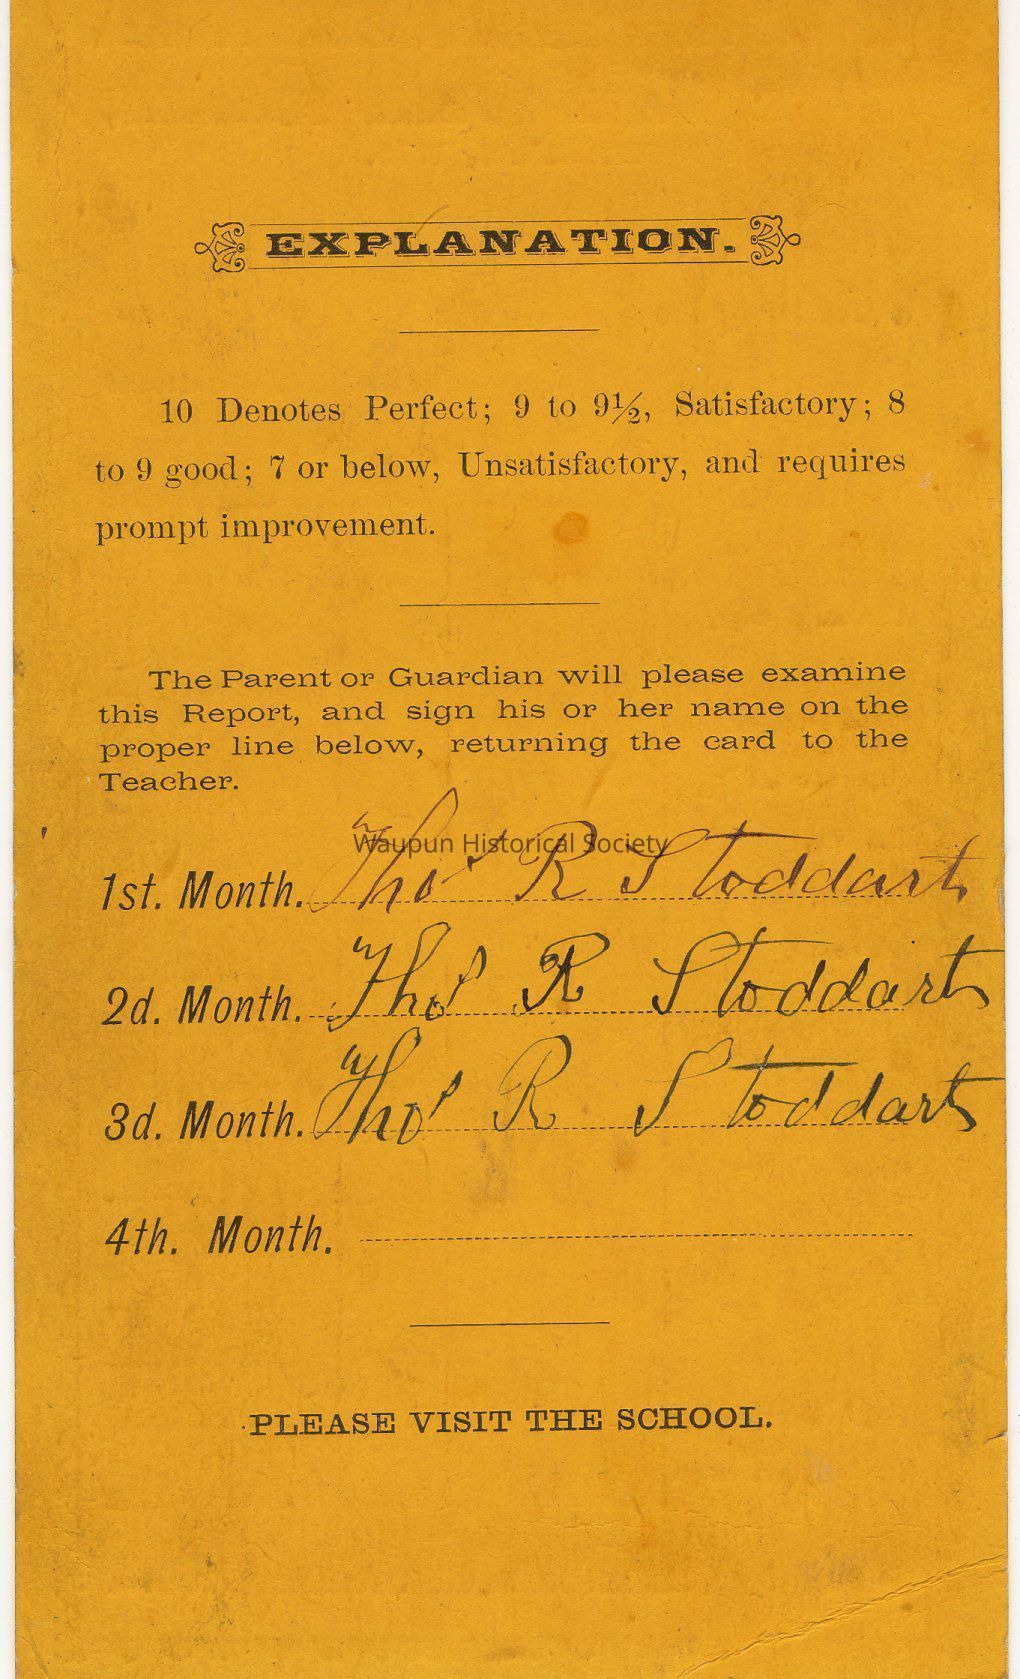 EXPLANATION.
10 Denotes Perfect; 9 to 9½, Satisfactory; 8
to 9 good; 7 or below, Unsatisfactory, and requires
prompt improvement.
The Parent or Guardian will please examine
this Report, and sign his or her name on the
proper line below, returning the card to the
Teacher.
Waupun Historical Society
1st. Month. Thos R Stoddart
2d. Month. Thos R Stoddart
3d. Month. Thos R Stoddart
4th. Month.
PLEASE VISIT THE SCHOOL.